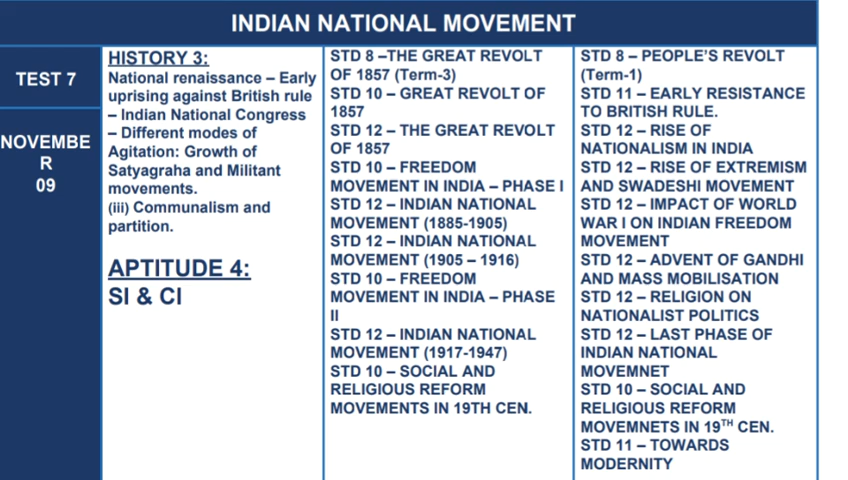 INDIAN NATIONAL MOVEMENT
TEST 7
NOVEMBE
R
09
HISTORY 3:
National renaissance – Early
uprising against British rule
– Indian National Congress
– Different modes of
Agitation: Growth of
Satyagraha and Militant
movements.
(iii) Communalism and
partition.
APTITUDE 4:
SI & CI
STD 8 –THE GREAT REVOLT
OF 1857 (Term-3)
STD 10 – GREAT REVOLT OF
1857
STD 12 – THE GREAT REVOLT
OF 1857
STD 10 – FREEDOM
MOVEMENT IN INDIA – PHASE I
STD 12 – INDIAN NATIONAL
MOVEMENT (1885-1905)
STD 12 – INDIAN NATIONAL
MOVEMENT (1905 – 1916)
STD 10 – FREEDOM
MOVEMENT IN INDIA – PHASE
II
STD 12 – INDIAN NATIONAL
MOVEMENT (1917-1947)
STD 10 – SOCIAL AND
RELIGIOUS REFORM
MOVEMENTS IN 19TH CEN.
STD 8 – PEOPLE’S REVOLT
(Term-1)
STD 11 – EARLY RESISTANCE
TO BRITISH RULE.
STD 12 – RISE OF
NATIONALISM IN INDIA
STD 12 – RISE OF EXTREMISM
AND SWADESHI MOVEMENT
STD 12 – IMPACT OF WORLD
WAR I ON INDIAN FREEDOM
MOVEMENT
STD 12 – ADVENT OF GANDHI
AND MASS MOBILISATION
STD 12 – RELIGION ON
NATIONALIST POLITICS
STD 12 – LAST PHASE OF
INDIAN NATIONAL
MOVEMNET
STD 10 – SOCIAL AND
RELIGIOUS REFORM
MOVEMNETS IN 19TH CEN.
STD 11 – TOWARDS
MODERNITY